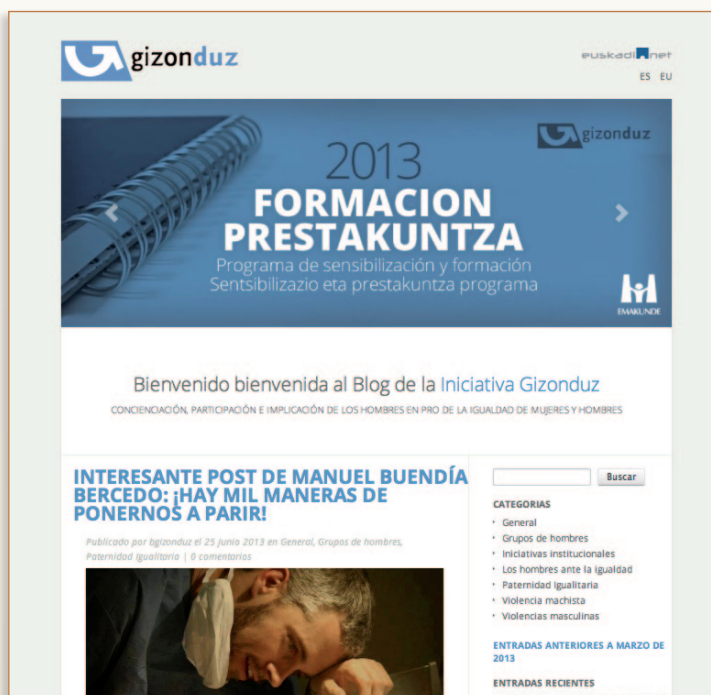 gizonduz
euskadi.net
ES EU
gizonduz
2013
FORMACION
PRESTAKUNTZA
Programa de sensibilización y formación
Sentsibilizazio eta prestakuntza programa
EMAKUNDE
Bienvenido bienvenida al Blog de la Iniciativa Gizonduz
CONCIENCIACIÓN, PARTICIPACIÓN E IMPLICACIÓN DE LOS HOMBRES EN PRO DE LA IGUALDAD DE MUJERES Y HOMBRES
INTERESANTE POST DE MANUEL BUENDÍA
BERCEDO: ¡HAY MIL MANERAS DE
PONERNOS A PARIR!
Publicado por bgizonduz el 25 junio 2013 en General, Grupos de hombres,
Paternidad Igualitaria | 0 comentarios
Buscar
CATEGORIAS
General
Grupos de hombres
Iniciativas institucionales
Los hombres ante la igualdad
Paternidad Igualitaria
Violencia machista
Violencias masculinas
ENTRADAS ANTERIORES A MARZO DE
2013
ENTRADAS RECIENTES